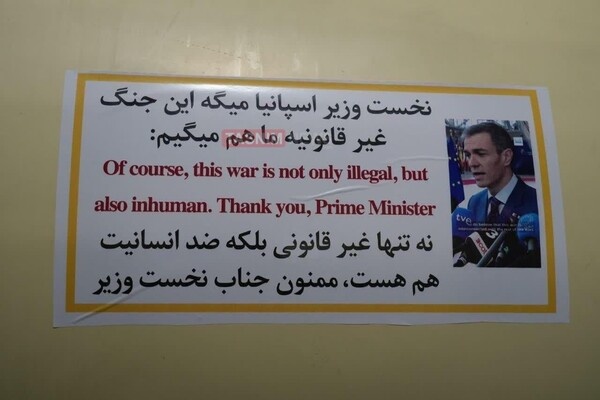 نخست وزیر اسپانیا میگه این جنگ
غیر قانونیه ما هم میگیم:
Of course, this war is not only illegal, but
also inhuman. Thank you, Prime Minister
نه تنها غیر قانونی بلکه ضد انسانیت
هم هست، ممنون جناب نخست وزیر
tve
3